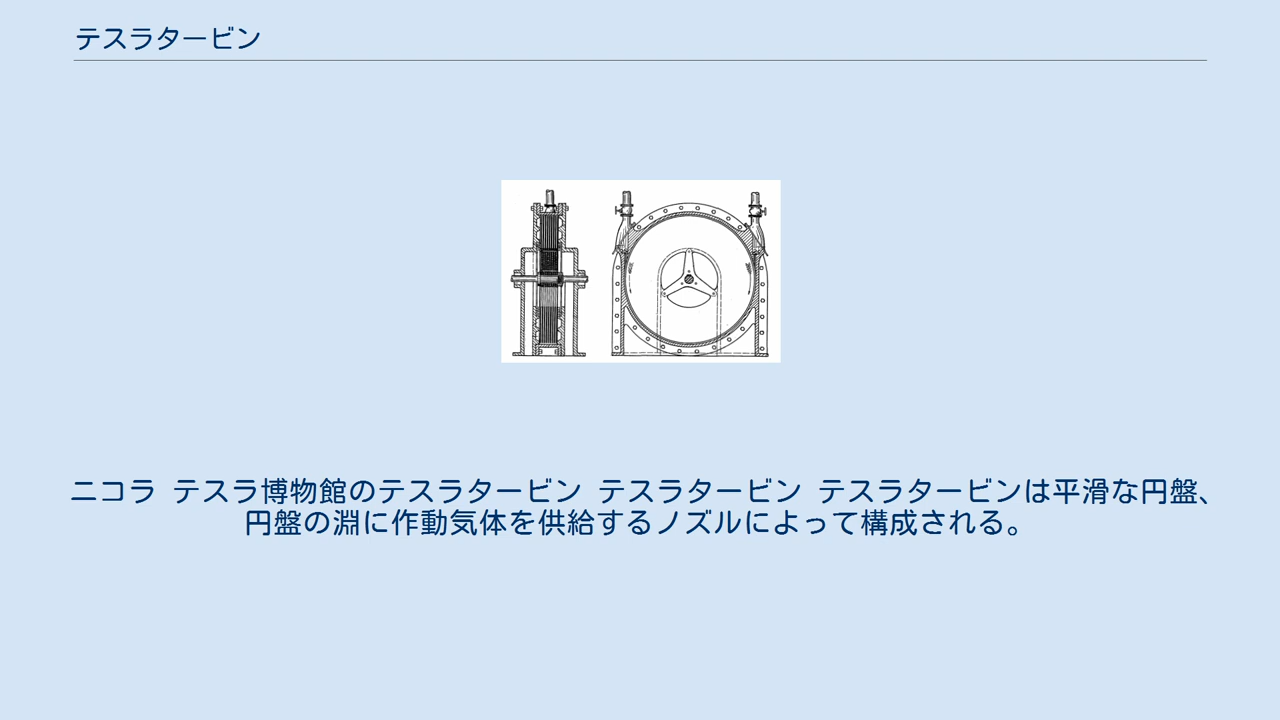 テスラタービン
ニコラ テスラ博物館のテスラタービン テスラタービン テスラタービンは平滑な円盤、
円盤の淵に作動気体を供給するノズルによって構成される。